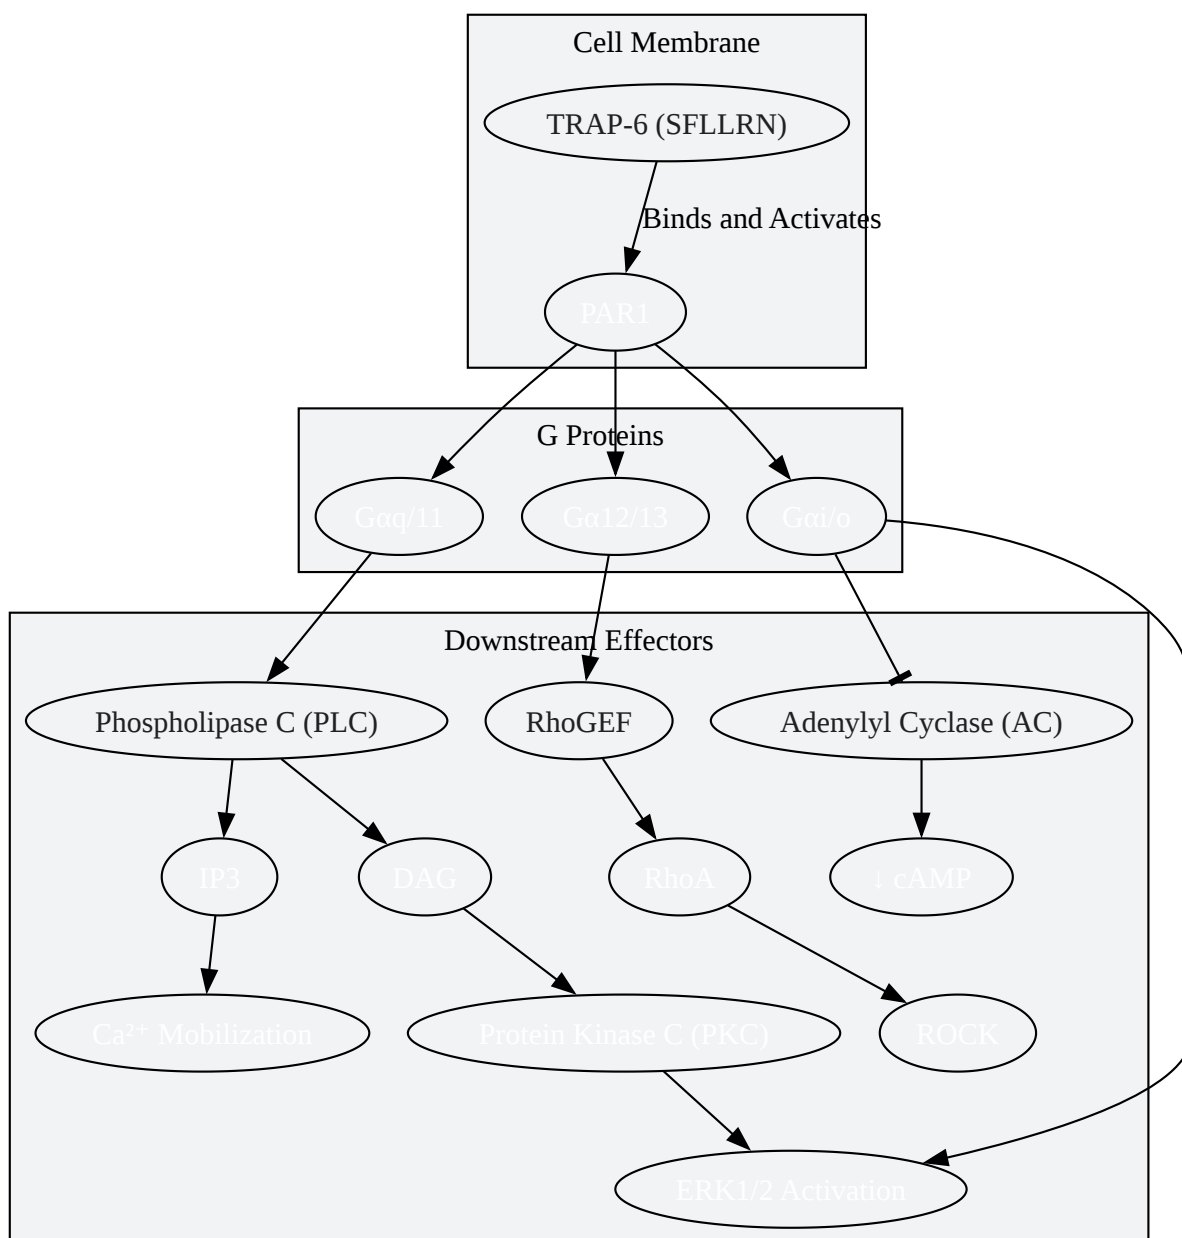 Cell Membrane
TRAP-6 (SFLLRN)
Binds and Activates
PAR1
G Proteins
Gαq/11
Gα12/13
Gαi/o
Downstream Effectors
Phospholipase C (PLC)
RhoGEF
Adenylyl Cyclase (AC)
IP3
DAG
RhoA
↓ cAMP
Ca²⁺ Mobilization
Protein Kinase C (PKC)
ROCK
ERK1/2 Activation